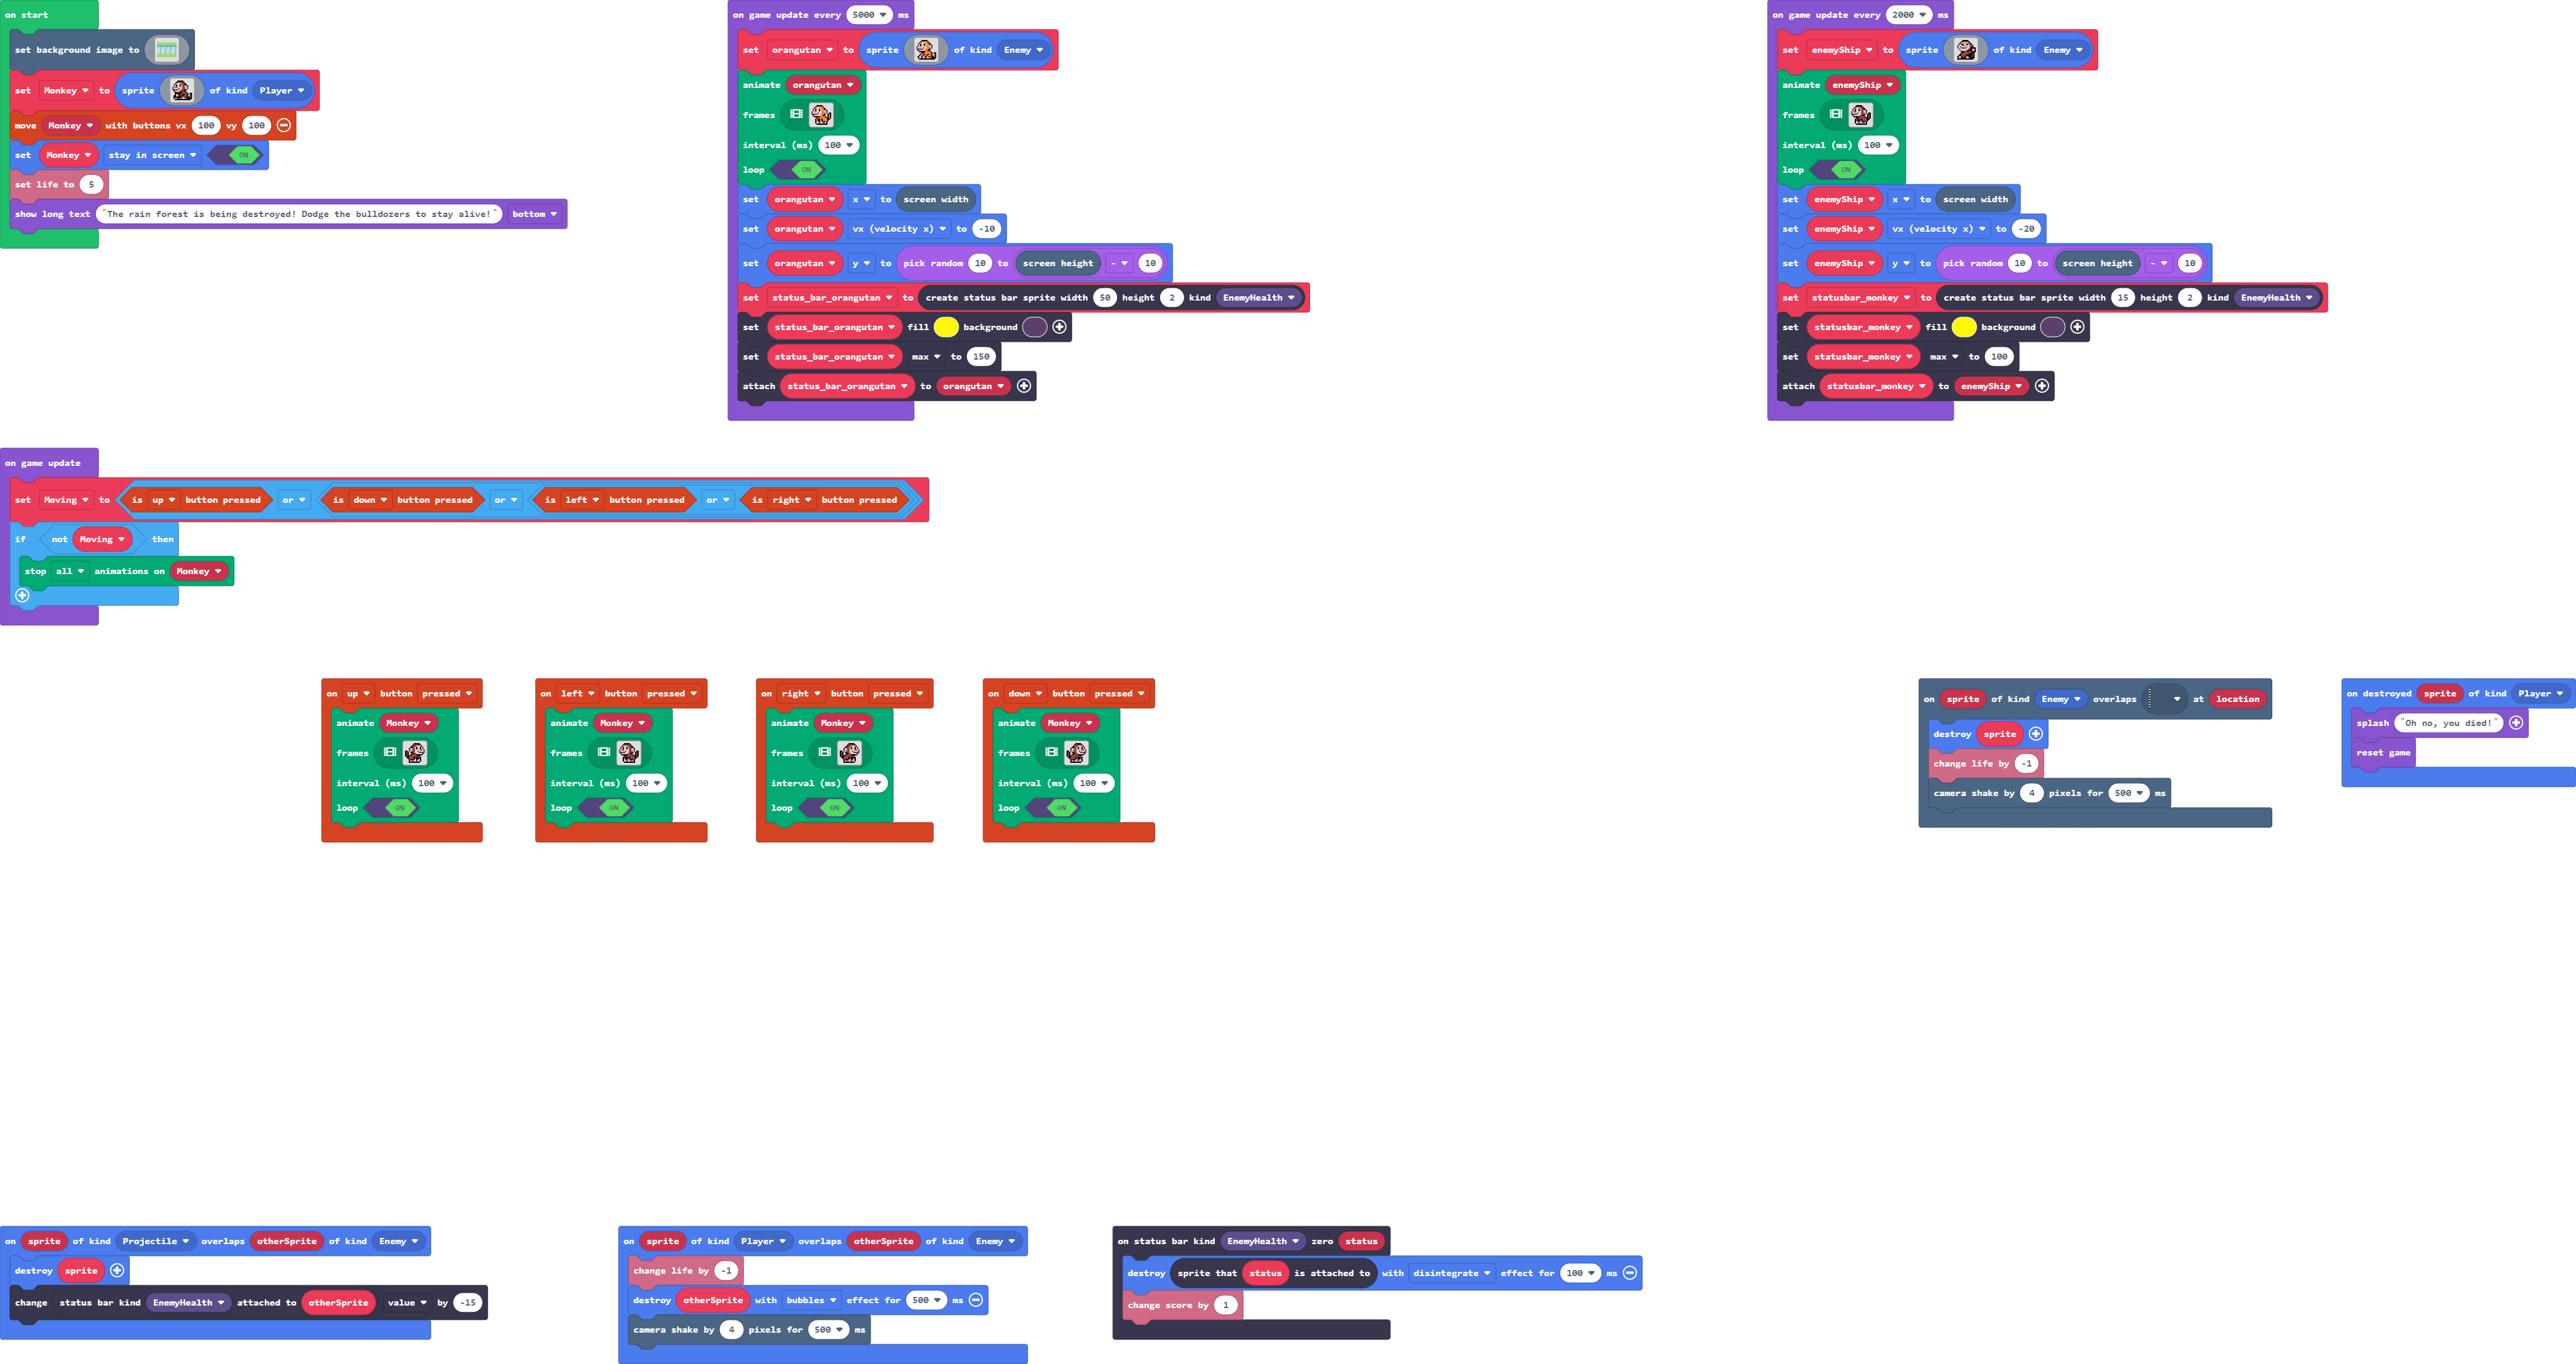 on start
set background image to
set Monkey to sprite of kind Player
move Monkey with buttons vx 100 vy 100
set Monkey stay in screen ON
set life to 5
show long text "The rain forest is being destroyed! Dodge the bulldozers to stay alive!" bottom
on game update every 5000 ms
set orangutan to sprite of kind Enemy
animate orangutan
frames
interval (ms) 100
loop ON
set orangutan x to screen width
set orangutan vx (velocity x) to -10
set orangutan y to pick random 10 to screen height - 10
set status_bar_orangutan to create status bar sprite width 50 height 2 kind EnemyHealth
set status_bar_orangutan fill background
set status_bar_orangutan max to 150
attach status_bar_orangutan to orangutan
on game update every 2000 ms
set enemyShip to sprite of kind Enemy
animate enemyShip
frames
interval (ms) 100
loop ON
set enemyShip x to screen width
set enemyShip vx (velocity x) to -20
set enemyShip y to pick random 10 to screen height - 10
set statusbar_monkey to create status bar sprite width 15 height 2 kind EnemyHealth
set statusbar_monkey fill background
set statusbar_monkey max to 100
attach statusbar_monkey to enemyShip
on game update
set Moving to is up button pressed or is down button pressed or is left button pressed or is right button pressed
if not Moving then
stop all animations on Monkey
on up button pressed
animate Monkey
frames
interval (ms) 100
loop ON
on left button pressed
animate Monkey
frames
interval (ms) 100
loop ON
on right button pressed
animate Monkey
frames
interval (ms) 100
loop ON
on down button pressed
animate Monkey
frames
interval (ms) 100
loop ON
on sprite of kind Enemy overlaps at location
destroy sprite
change life by -1
camera shake by 4 pixels for 500 ms
on destroyed sprite of kind Player
splash "Oh no, you died!"
reset game
on sprite of kind Projectile overlaps otherSprite of kind Enemy
destroy sprite
change status bar kind EnemyHealth attached to otherSprite value by -15
on sprite of kind Player overlaps otherSprite of kind Enemy
change life by -1
destroy otherSprite with bubbles effect for 500 ms
camera shake by 4 pixels for 500 ms
on status bar kind EnemyHealth zero status
destroy sprite that status is attached to with disintegrate effect for 100 ms
change score by 1